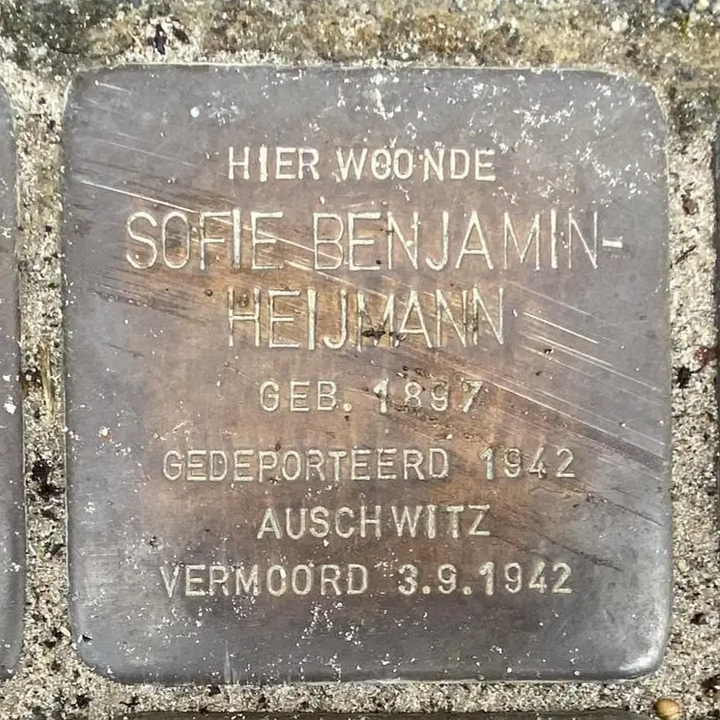 HIER WOONDE
SOFIE BENJAMIN-
HEIJMANN
GEB. 1897
GEDEPORTEERD 1942
AUSCHWITZ
VERMOORD 3.9.1942